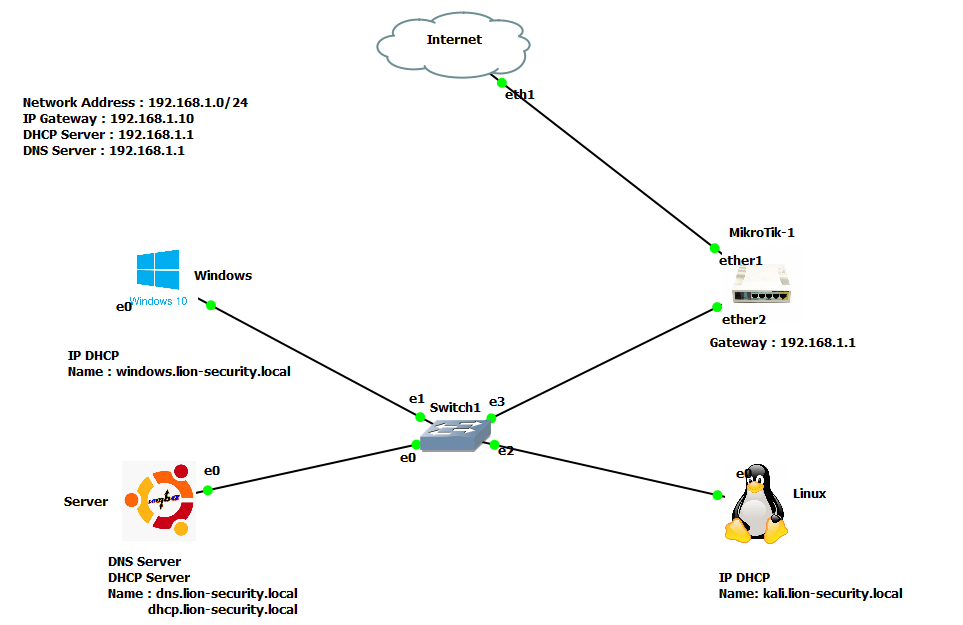 Internet
eth1
Network Address : 192.168.1.0/24
IP Gateway : 192.168.1.10
DHCP Server : 192.168.1.1
DNS Server : 192.168.1.1
MikroTik-1
ether1
ether2
Gateway : 192.168.1.1
Windows
Windows 10
e0
IP DHCP
Name : windows.lion-security.local
e1
Switch1
e3
e0
e2
e0
Server
DNS Server
DHCP Server
Name : dns.lion-security.local
dhcp.lion-security.local
e0
Linux
IP DHCP
Name: kali.lion-security.local